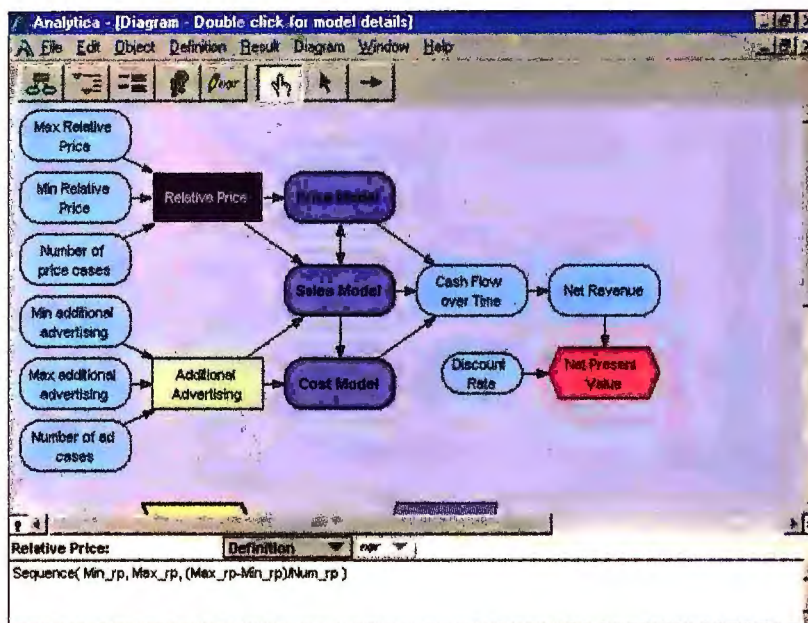 Analytica - [Diagram - Double click for model details]
File Edit Object Definition Result Diagram Window Help
expr
Max Relative
Price
Min Relative
Price
Relative Price
Price Model
Number of
price cases
Sales Model
Cash Flow
over Time
Net Revenue
Min additional
advertising
Max additional
advertising
Additional
Advertising
Cost Model
Discount
Rate
Net Present
Value
Number of ad
cases
Relative Price:
Definition
expr
Sequence( Min_rp, Max_rp, (Max_rp-Min_rp)/Num_rp )